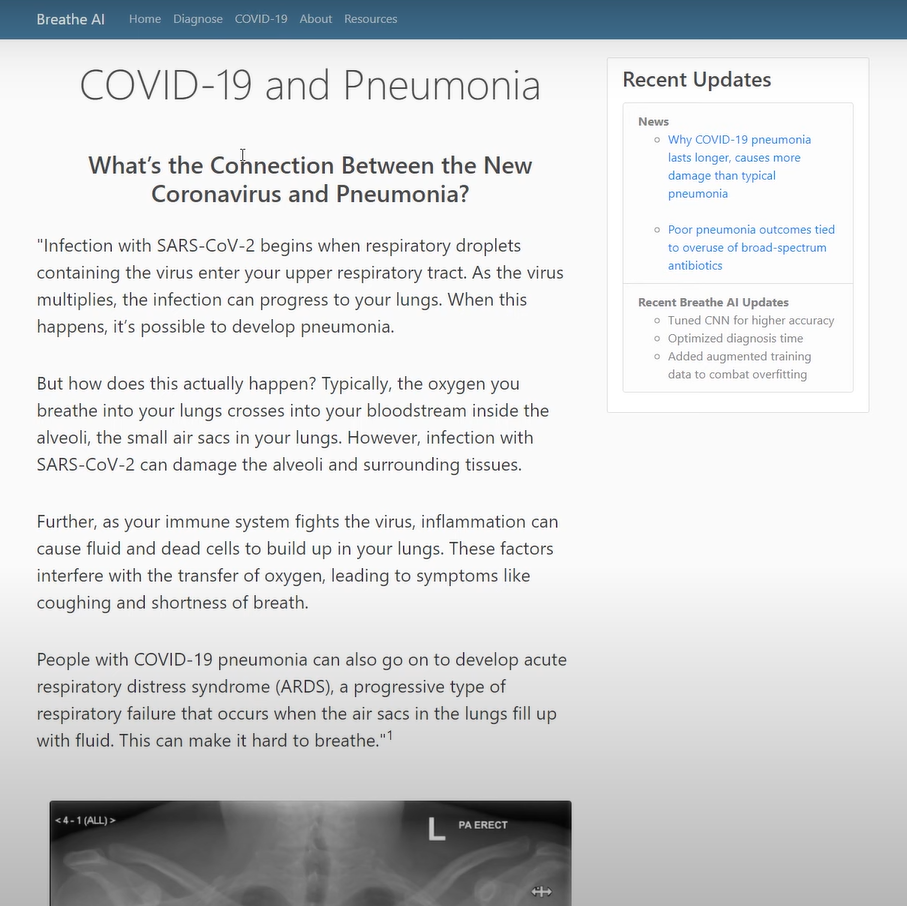 Breathe AI Home Diagnose COVID-19 About Resources
COVID-19 and Pneumonia
What's the Connection Between the New
Coronavirus and Pneumonia?
"Infection with SARS-CoV-2 begins when respiratory droplets
containing the virus enter your upper respiratory tract. As the virus
multiplies, the infection can progress to your lungs. When this
happens, it's possible to develop pneumonia.
But how does this actually happen? Typically, the oxygen you
breathe into your lungs crosses into your bloodstream inside the
alveoli, the small air sacs in your lungs. However, infection with
SARS-CoV-2 can damage the alveoli and surrounding tissues.
Further, as your immune system fights the virus, inflammation can
cause fluid and dead cells to build up in your lungs. These factors
interfere with the transfer of oxygen, leading to symptoms like
coughing and shortness of breath.
People with COVID-19 pneumonia can also go on to develop acute
respiratory distress syndrome (ARDS), a progressive type of
respiratory failure that occurs when the air sacs in the lungs fill up
with fluid. This can make it hard to breathe."1
< 4 - 1 (ALL) >
L PA ERECT
Recent Updates
News
Why COVID-19 pneumonia
lasts longer, causes more
damage than typical
pneumonia
Poor pneumonia outcomes tied
to overuse of broad-spectrum
antibiotics
Recent Breathe AI Updates
Tuned CNN for higher accuracy
Optimized diagnosis time
Added augmented training
data to combat overfitting